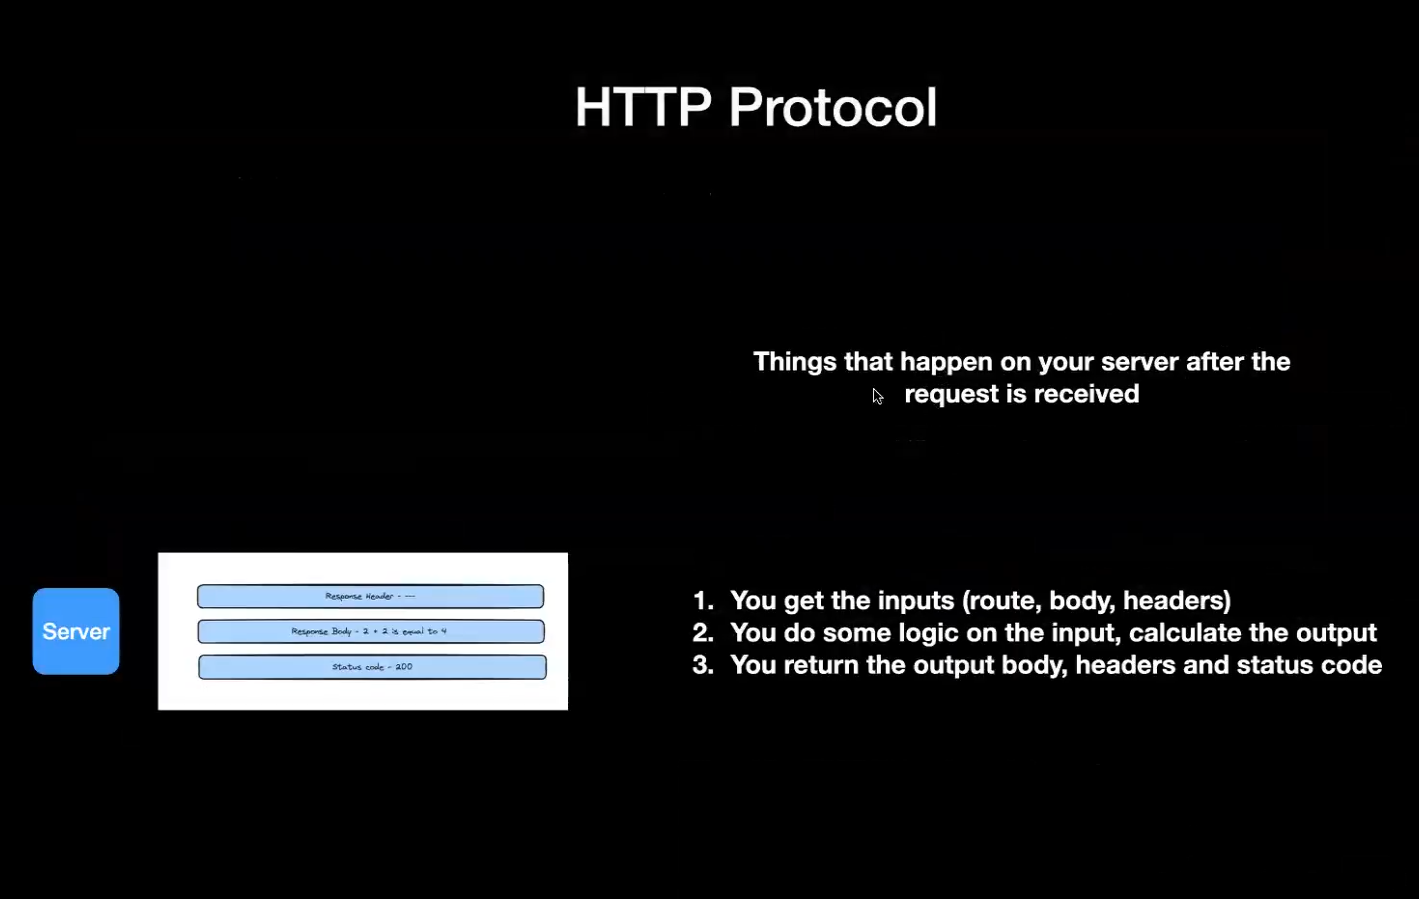 HTTP Protocol
Things that happen on your server after the
request is received
Server
Response Header - ---
Response Body - 2 + 2 is equal to 4
Status code - 200
1. You get the inputs (route, body, headers)
2. You do some logic on the input, calculate the output
3. You return the output body, headers and status code